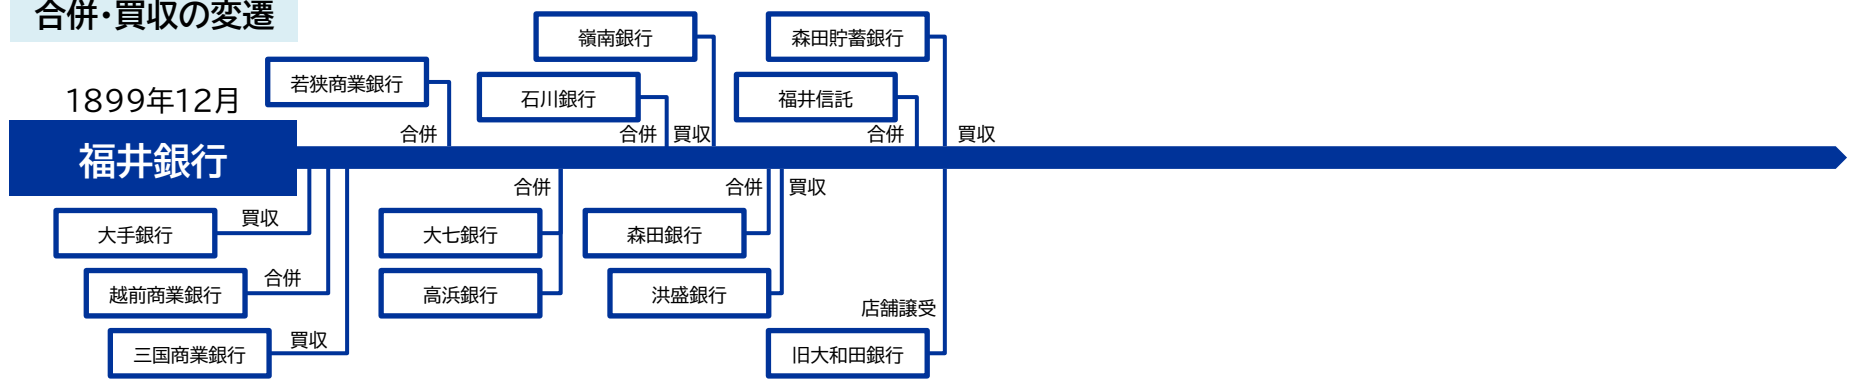 合併・買収の変遷
嶺南銀行
森田貯蓄銀行
若狭商業銀行
石川銀行
福井信託
1899年12月
合併
合併
買収
合併
買収
福井銀行
合併
合併
買収
大手銀行
買収
大七銀行
森田銀行
越前商業銀行
合併
高浜銀行
洪盛銀行
店舗譲受
三国商業銀行
買収
旧大和田銀行